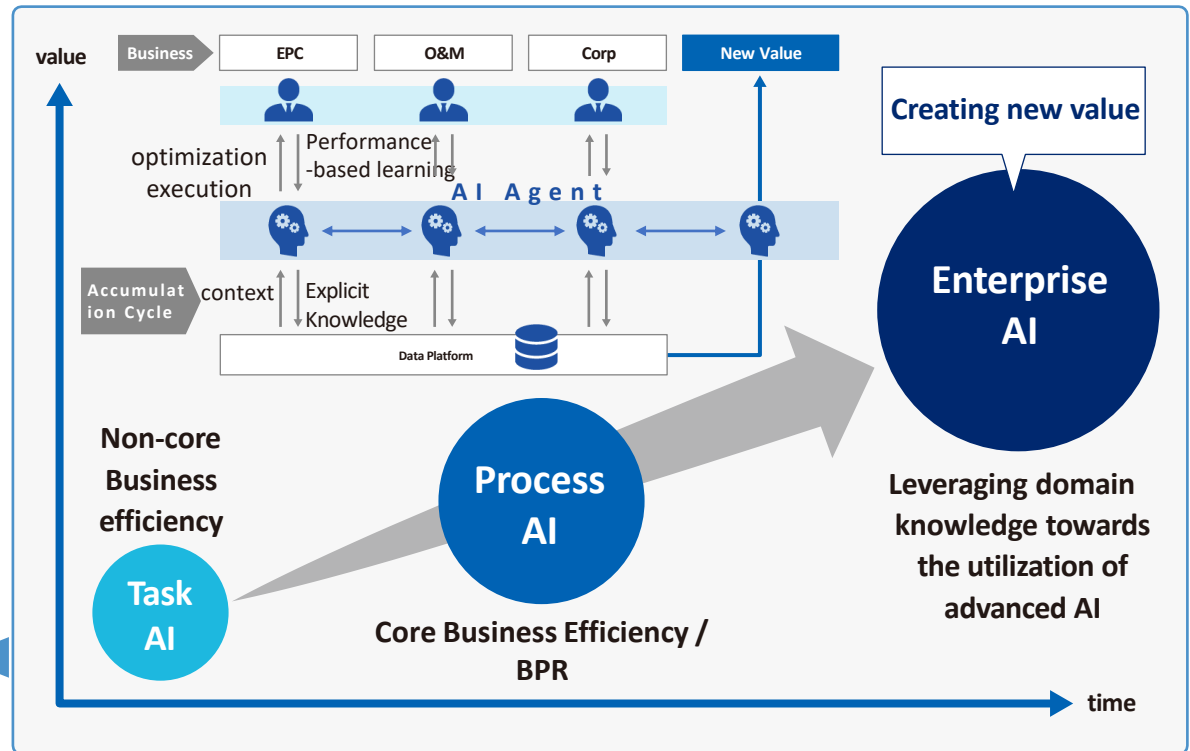 value
Business
EPC
O&M
Corp
New Value
Creating new value
optimization
execution
Performance
-based learning
AI Agent
Accumulat
ion Cycle
context
Explicit
Knowledge
Data Platform
Enterprise
AI
Non-core
Business
efficiency
Process
AI
Leveraging domain
knowledge towards
the utilization of
advanced AI
Task
AI
Core Business Efficiency /
BPR
time